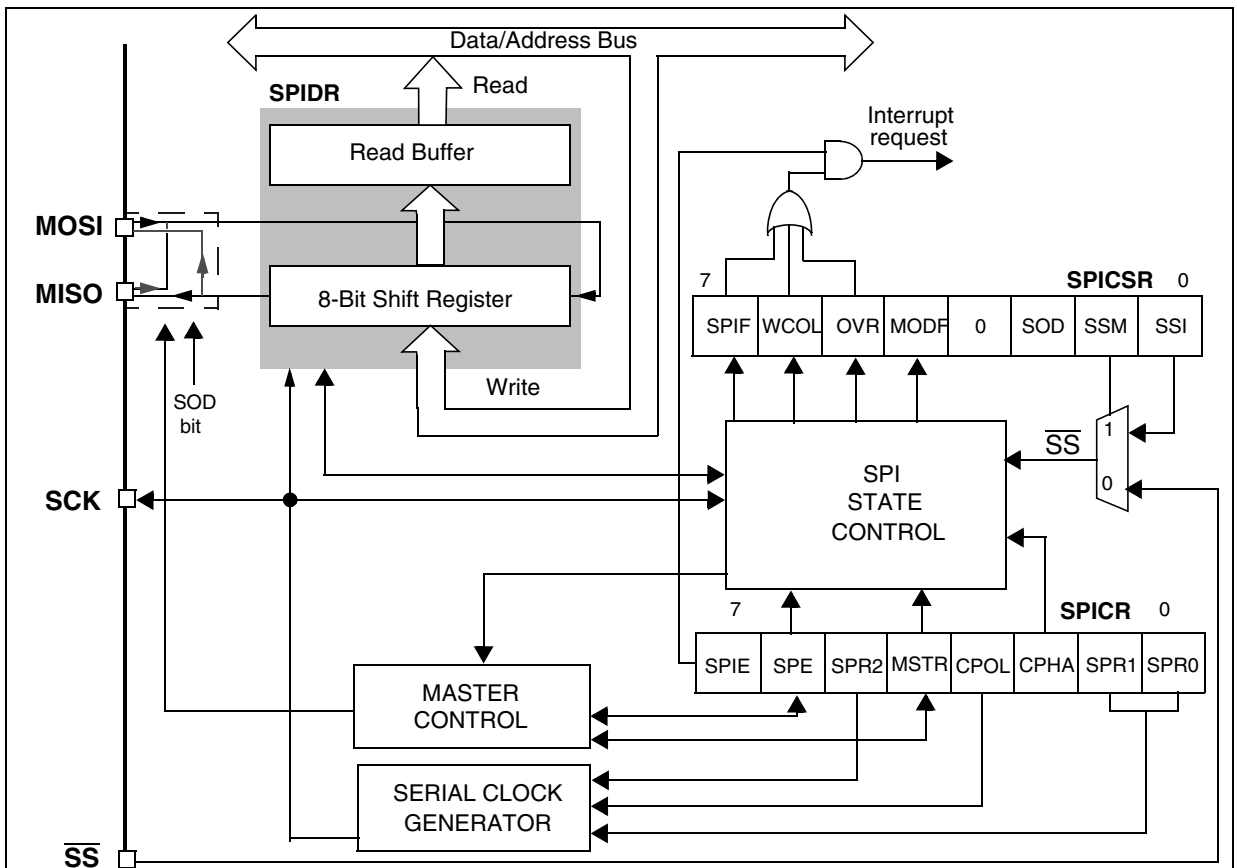 Data/Address Bus
SPIDR
Read
Read Buffer
Interrupt
request
MOSI
MISO
8-Bit Shift Register
Write
SOD
bit
7 SPICSR 0
SPIF WCOL OVR MODF 0 SOD SSM SSI
1
SS
0
SCK
SPI
STATE
CONTROL
7 SPICR 0
SPIE SPE SPR2 MSTR CPOL CPHA SPR1 SPR0
MASTER
CONTROL
SERIAL CLOCK
GENERATOR
SS